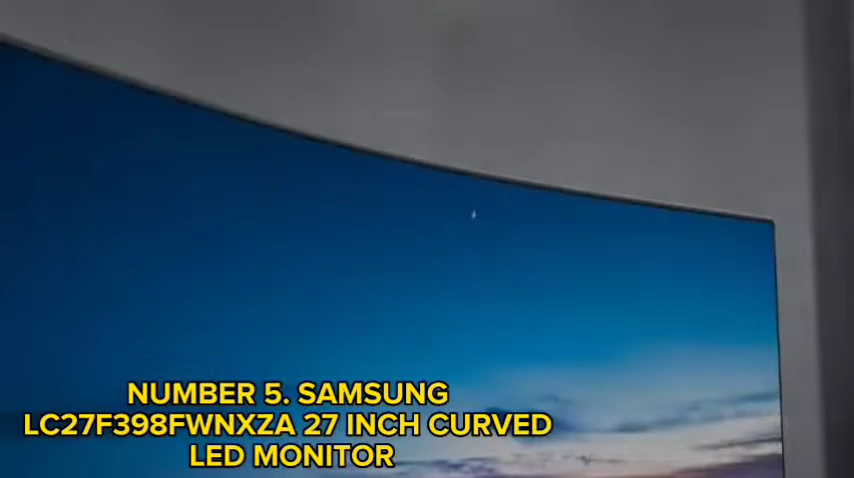 NUMBER 5. SAMSUNG
LC27F398FWNXZA 27 INCH CURVED
LED MONITOR